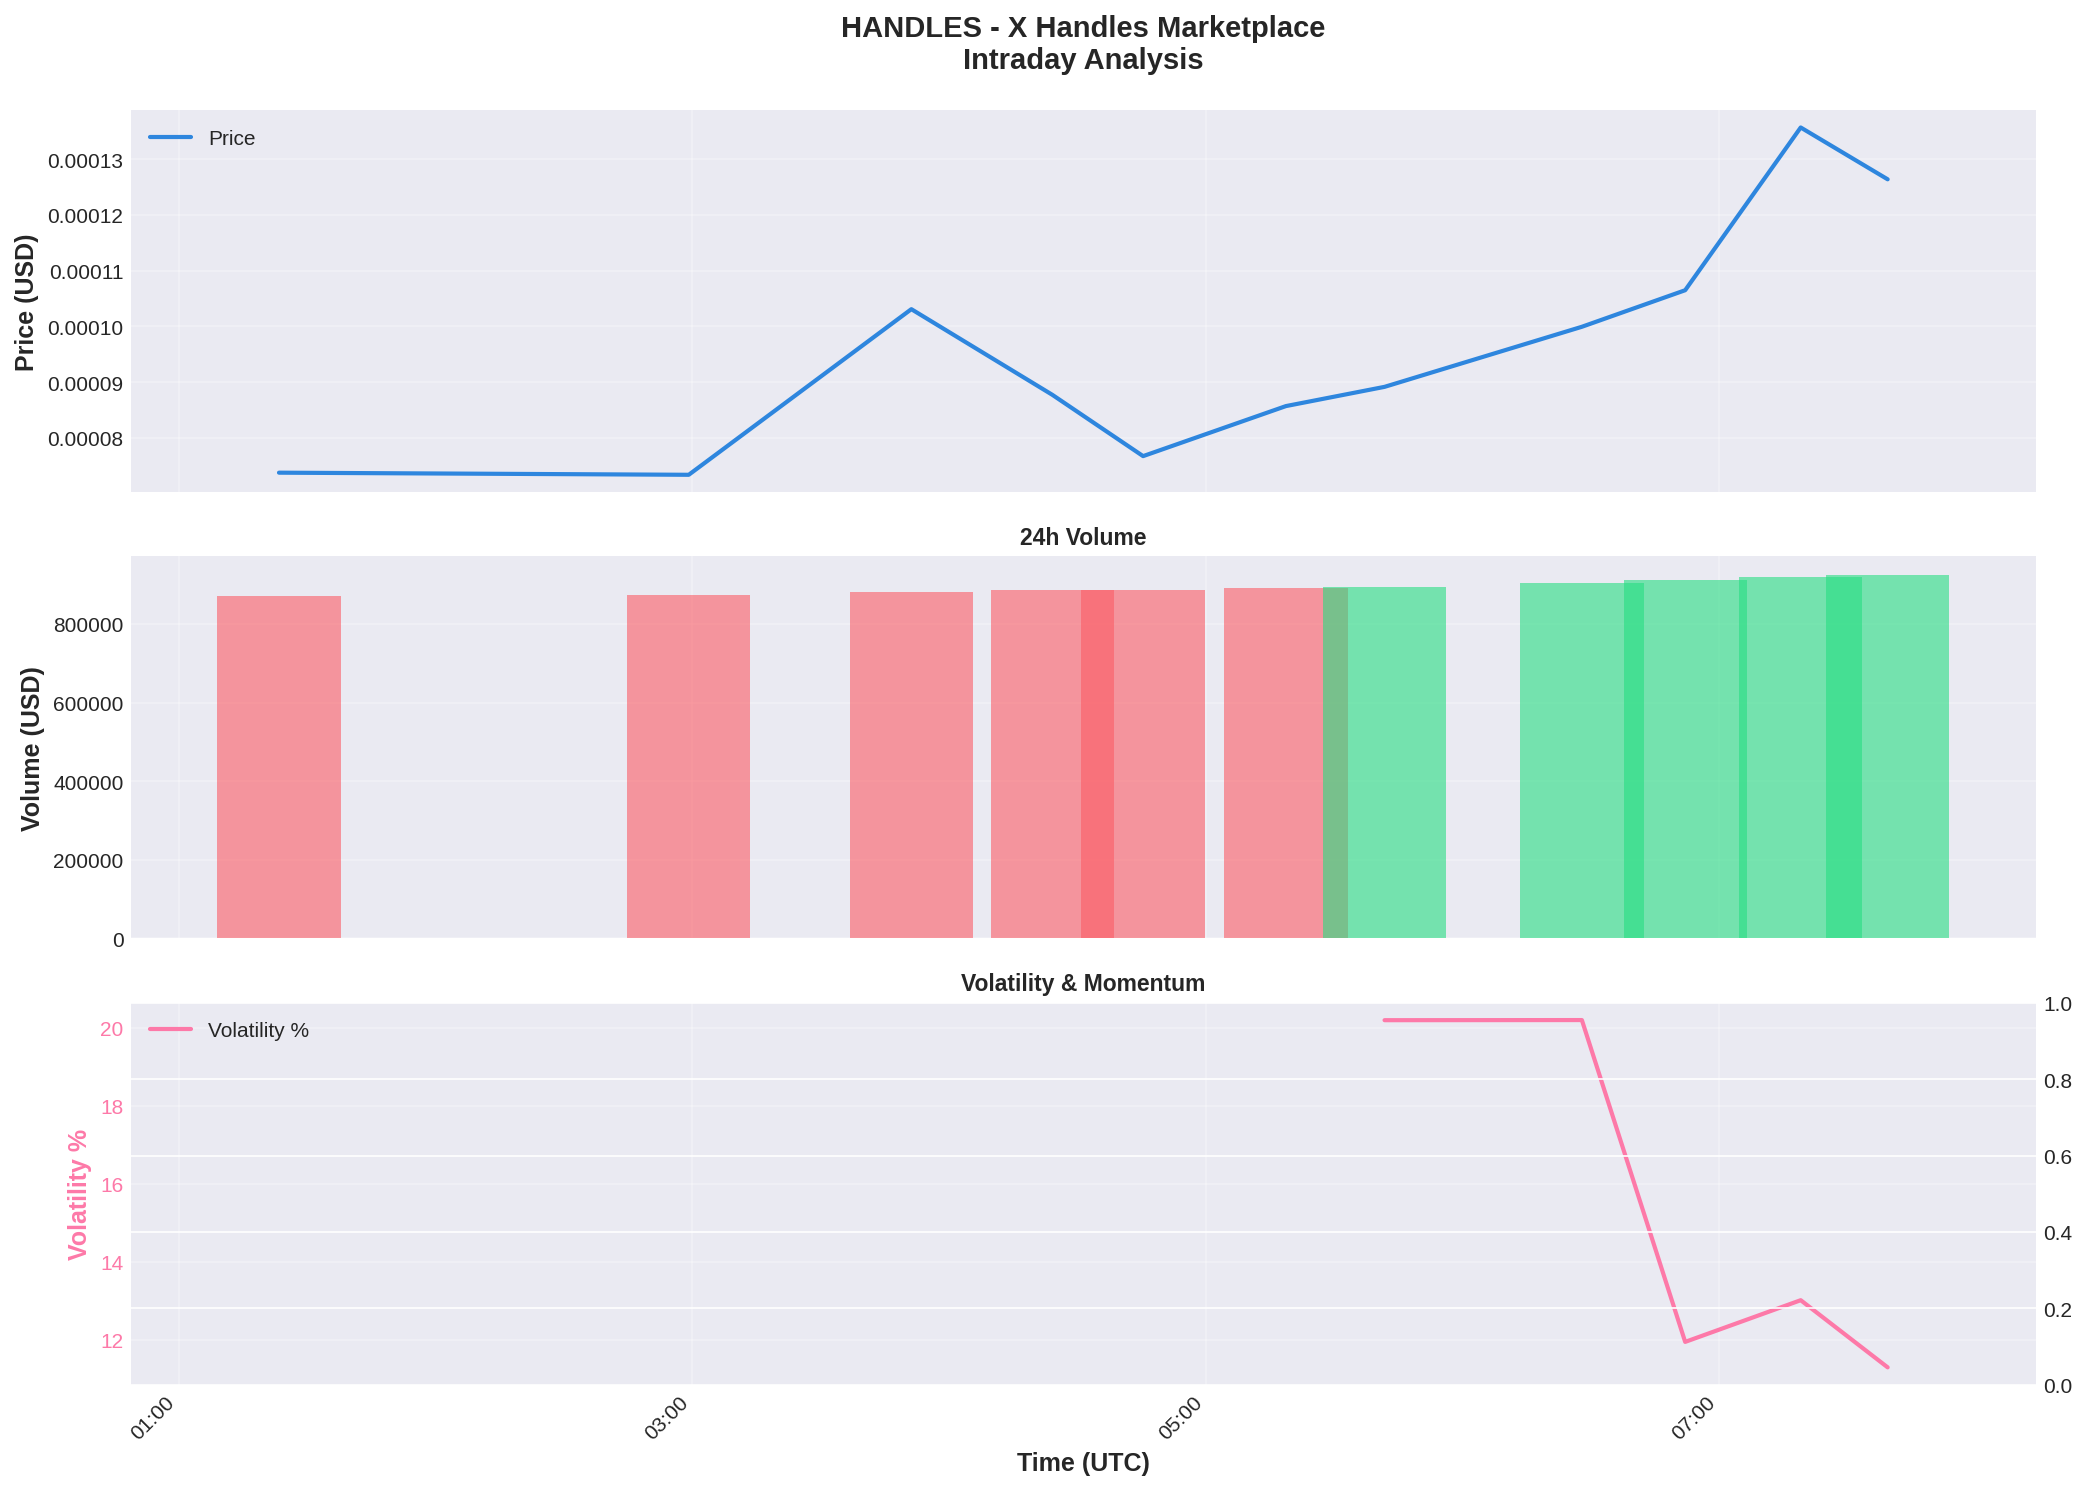 HANDLES - X Handles Marketplace
Intraday Analysis
Price
Price (USD)
0.00013
0.00012
0.00011
0.00010
0.00009
0.00008
24h Volume
Volume (USD)
800000
600000
400000
200000
0
Volatility & Momentum
Volatility %
Volatility %
20
18
16
14
12
1.0
0.8
0.6
0.4
0.2
0.0
01:00
03:00
05:00
07:00
Time (UTC)